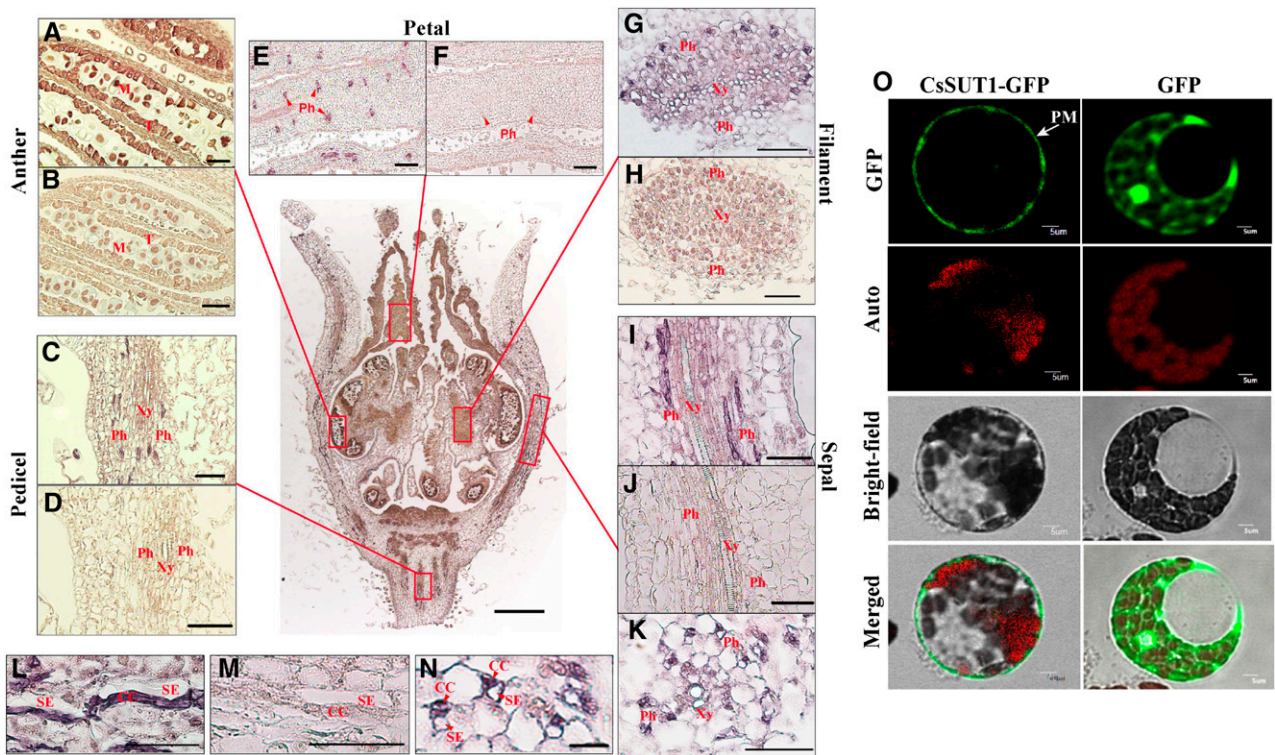 A
M
T
B
M
T
Anther
C
Xy
Ph
Ph
D
Ph
Ph
Xy
Pedicel
Petal
E
Ph
F
Ph
G
Ph
Xy
Ph
H
Ph
Xy
Ph
Filament
I
Xy
Ph
Ph
J
Ph
Xy
Ph
K
Ph
Ph
Xy
Sepal
L
SE
CC
SE
M
SE
CC
N
CC
CC
SE
SE
O
CsSUT1-GFP
GFP
GFP
PM
5um
5um
Auto
5um
5um
Bright-field
5um
5um
Merged
5um